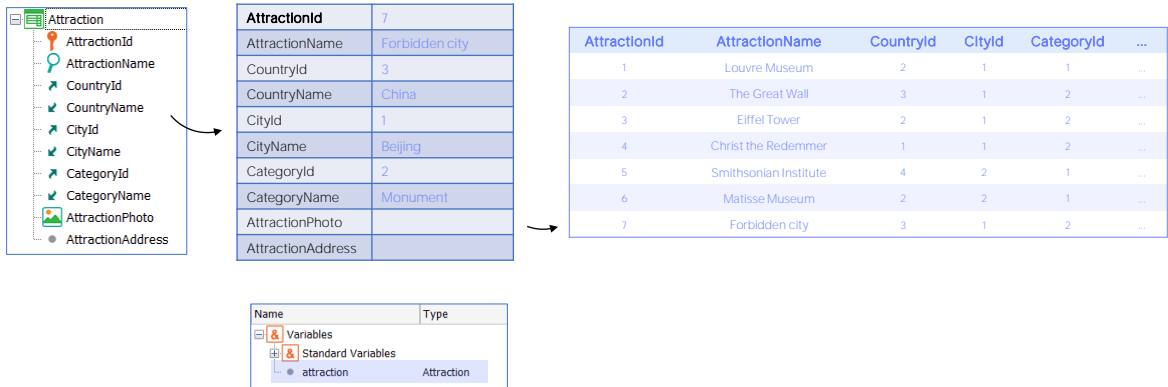 Attraction
AttractionId
AttractionName
CountryId
CountryName
CityId
CityName
CategoryId
CategoryName
AttractionPhoto
AttractionAddress
AttractionId 7
AttractionName Forbidden city
CountryId 3
CountryName China
CityId 1
CityName Beijing
CategoryId 2
CategoryName Monument
AttractionPhoto
AttractionAddress
AttractionId AttractionName CountryId CityId CategoryId ...
1 Louvre Museum 2 1 1 ...
2 The Great Wall 3 1 2 ...
3 Eiffel Tower 2 1 2 ...
4 Christ the Redemmer 1 1 2 ...
5 Smithsonian Institute 4 2 1 ...
6 Matisse Museum 2 2 1 ...
7 Forbidden city 3 1 2 ...
Name Type
& Variables
& Standard Variables
attraction Attraction